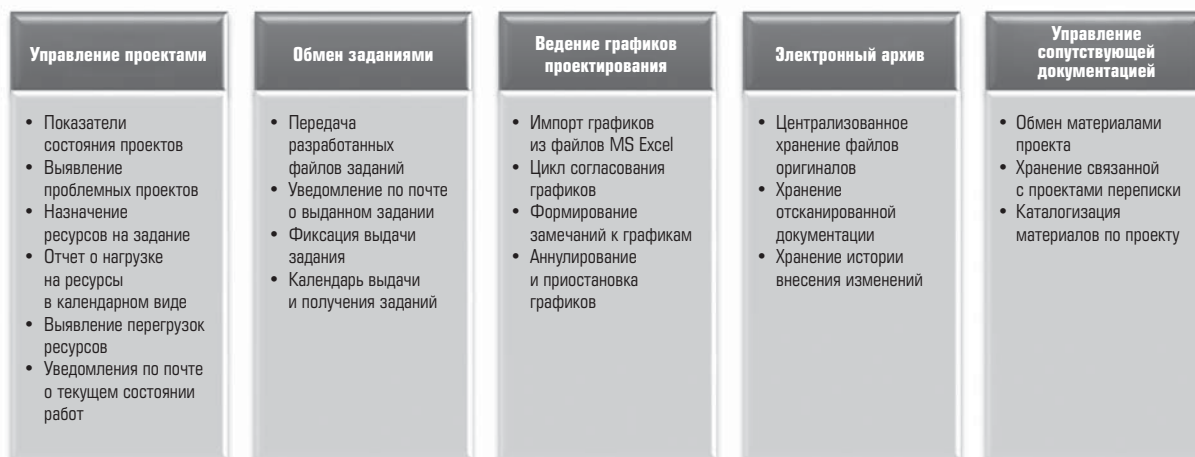 Управление проектами
• Показатели
состояния проектов
• Выявление
проблемных проектов
• Назначение
ресурсов на задание
• Отчет о нагрузке
на ресурсы
в календарном виде
• Выявление перегрузок
ресурсов
• Уведомления по почте
о текущем состоянии
работ
Обмен заданиями
• Передача
разработанных
файлов заданий
• Уведомление по почте
о выданном задании
• Фиксация выдачи
задания
• Календарь выдачи
и получения заданий
Ведение графиков
проектирования
• Импорт графиков
из файлов MS Excel
• Цикл согласования
графиков
• Формирование
замечаний к графикам
• Аннулирование
и приостановка
графиков
Электронный архив
• Централизованное
хранение файлов
оригиналов
• Хранение
отсканированной
документации
• Хранение истории
внесения изменений
Управление
сопутствующей
документацией
• Обмен материалами
проекта
• Хранение связанной
с проектами переписки
• Каталогизация
материалов по проекту